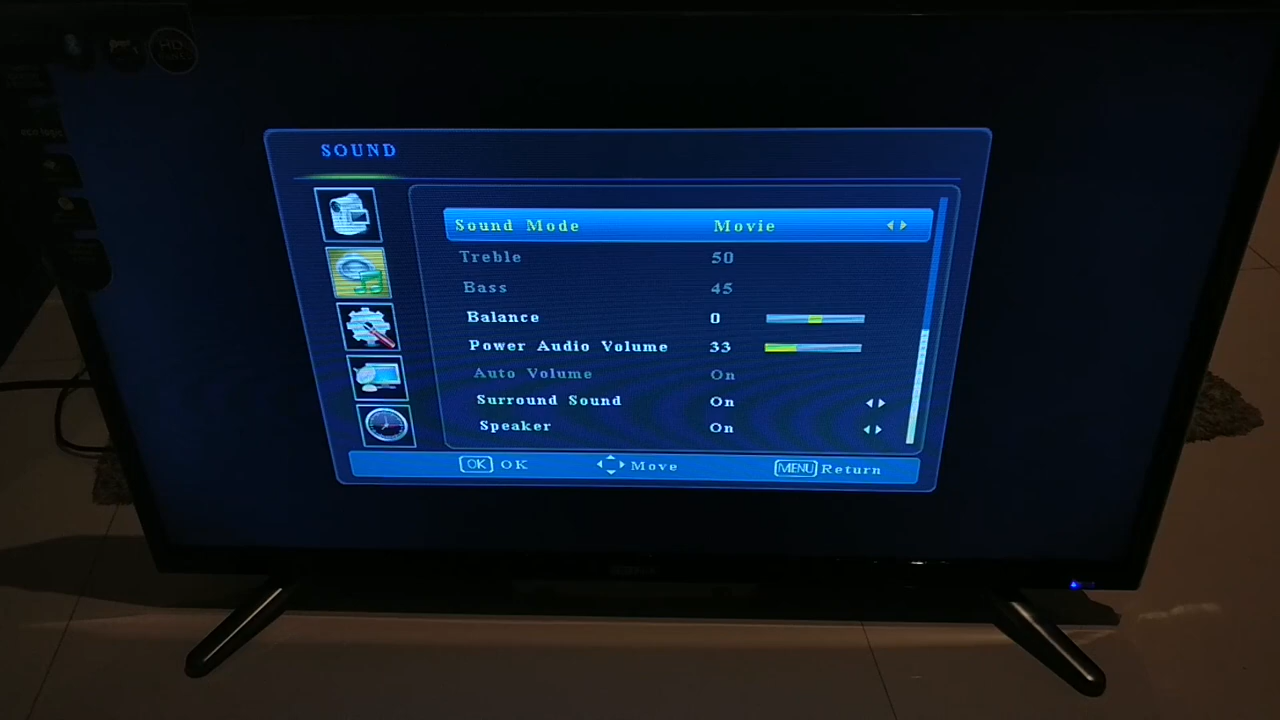 HD
SOUND
Sound Mode Movie
Treble 50
Bass 45
Balance 0
Power Audio Volume 33
Auto Volume On
Surround Sound On
Speaker On
OK OK Move MENU Return